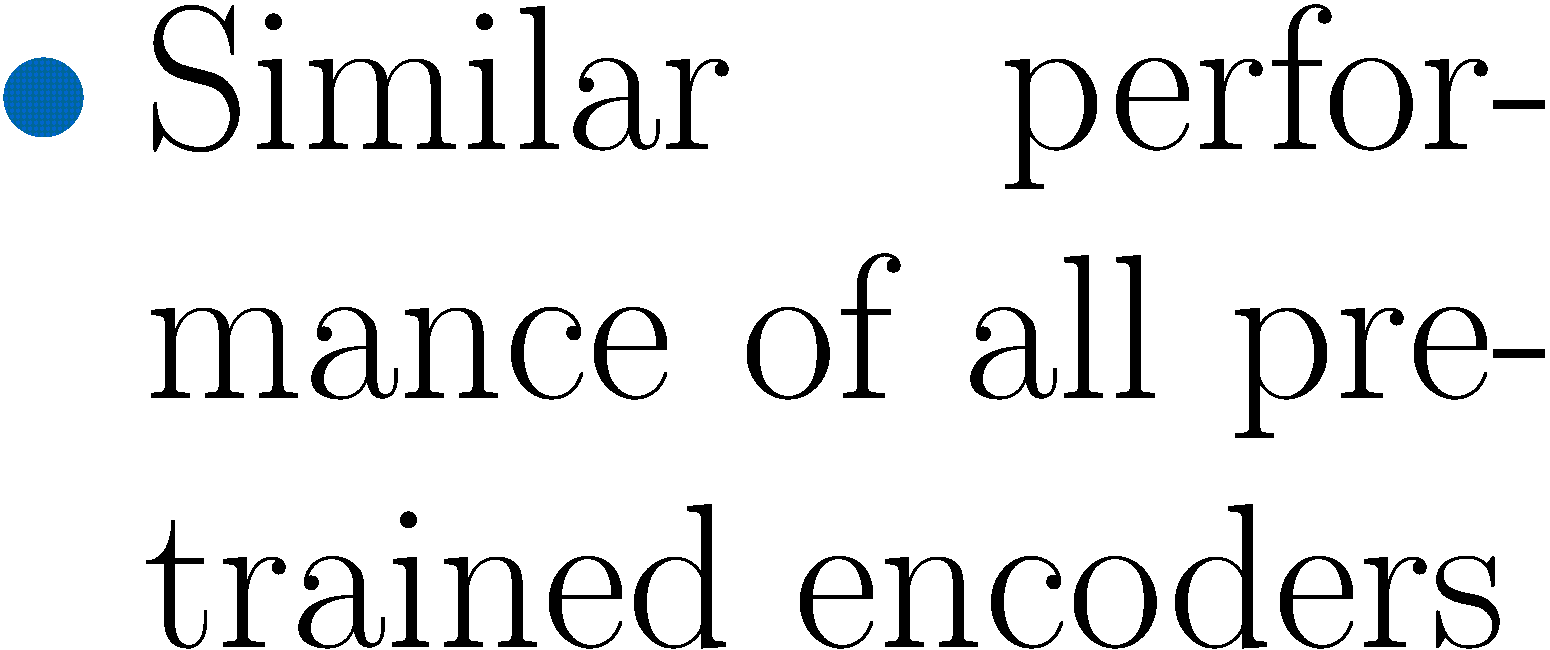 • Similar perfor-
mance of all pre-
trained encoders